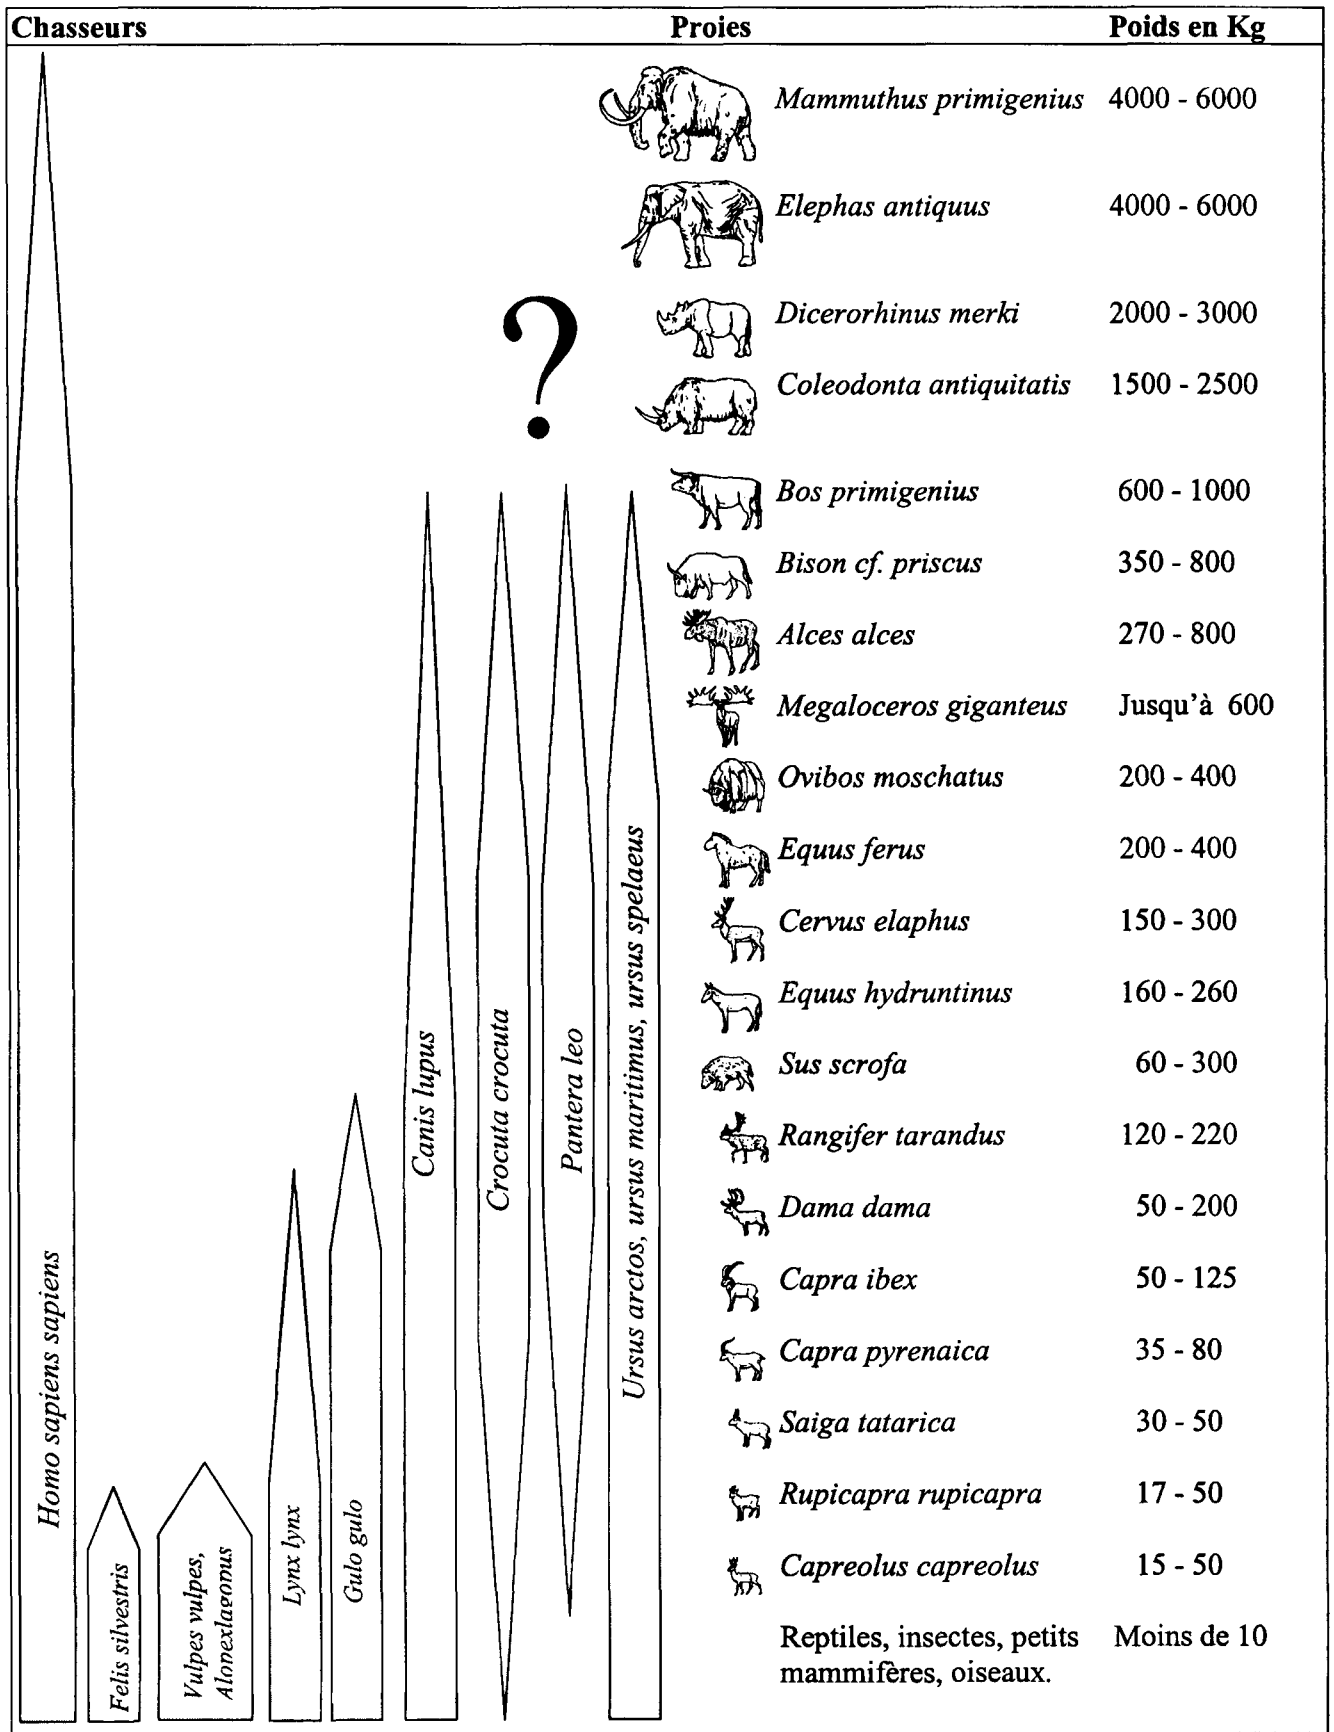 Chasseurs Proies Poids en Kg
Mammuthus primigenius 4000 - 6000
Elephas antiquus 4000 - 6000
?
Dicerorhinus merki 2000 - 3000
Coleodonta antiquitatis 1500 - 2500
Bos primigenius 600 - 1000
Bison cf. priscus 350 - 800
Alces alces 270 - 800
Megaloceros giganteus Jusqu'à 600
Ovibos moschatus 200 - 400
Equus ferus 200 - 400
Cervus elaphus 150 - 300
Equus hydruntinus 160 - 260
Sus scrofa 60 - 300
Rangifer tarandus 120 - 220
Dama dama 50 - 200
Capra ibex 50 - 125
Capra pyrenaica 35 - 80
Saiga tatarica 30 - 50
Rupicapra rupicapra 17 - 50
Capreolus capreolus 15 - 50
Reptiles, insectes, petits Moins de 10
mammifères, oiseaux.
Homo sapiens sapiens
Felis silvestris
Vulpes vulpes,
Alopexlagopus
Lynx lynx
Gulo gulo
Canis lupus
Crocuta crocuta
Pantera leo
Ursus arctos, ursus maritimus, ursus spelaeus